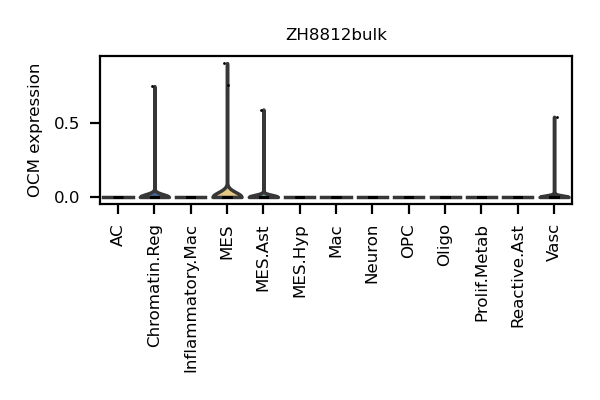 ZH8812bulk
OCM expression
0.5
0.0
AC
Chromatin.Reg
Inflammatory.Mac
MES
MES.Ast
MES.Hyp
Mac
Neuron
OPC
Oligo
Prolif.Metab
Reactive.Ast
Vasc